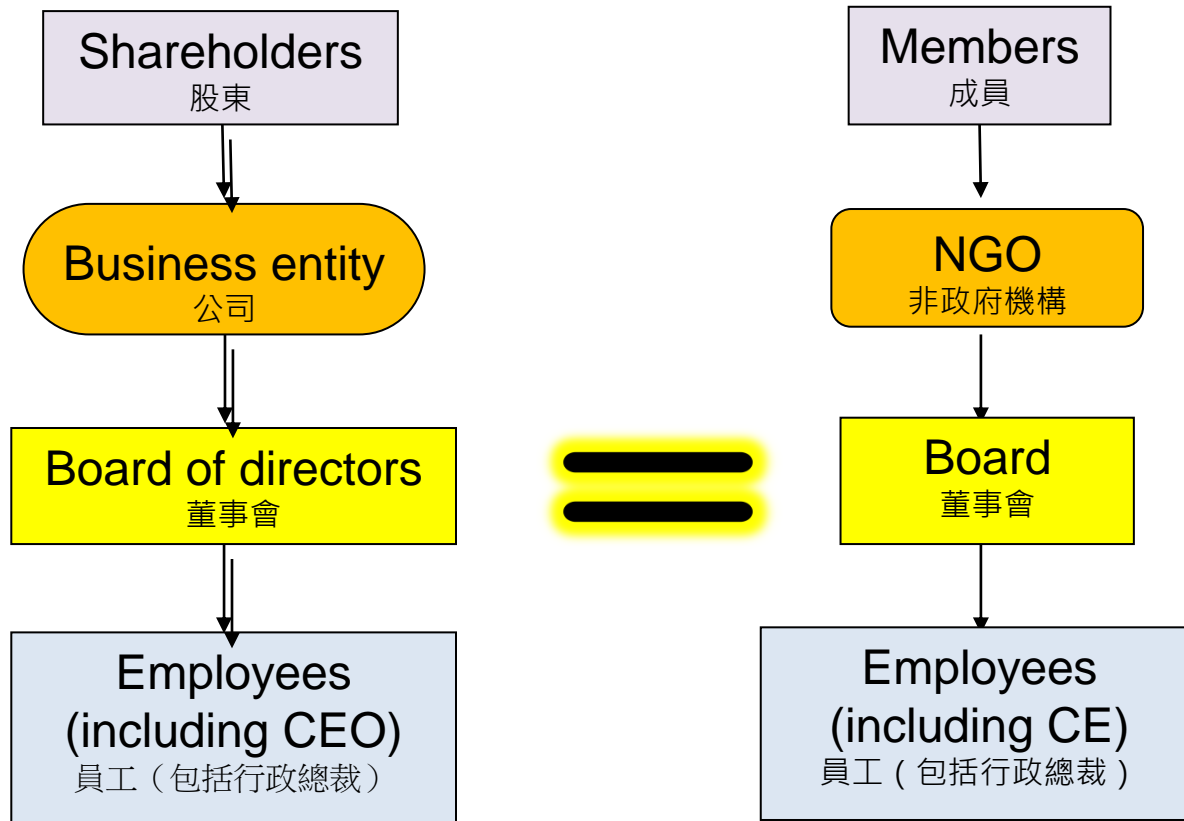 Shareholders
股東
Business entity
公司
Board of directors
董事會
Employees
(including CEO)
員工（包括行政總裁）
Members
成員
NGO
非政府機構
Board
董事會
Employees
(including CE)
員工 ( 包括行政總裁 )